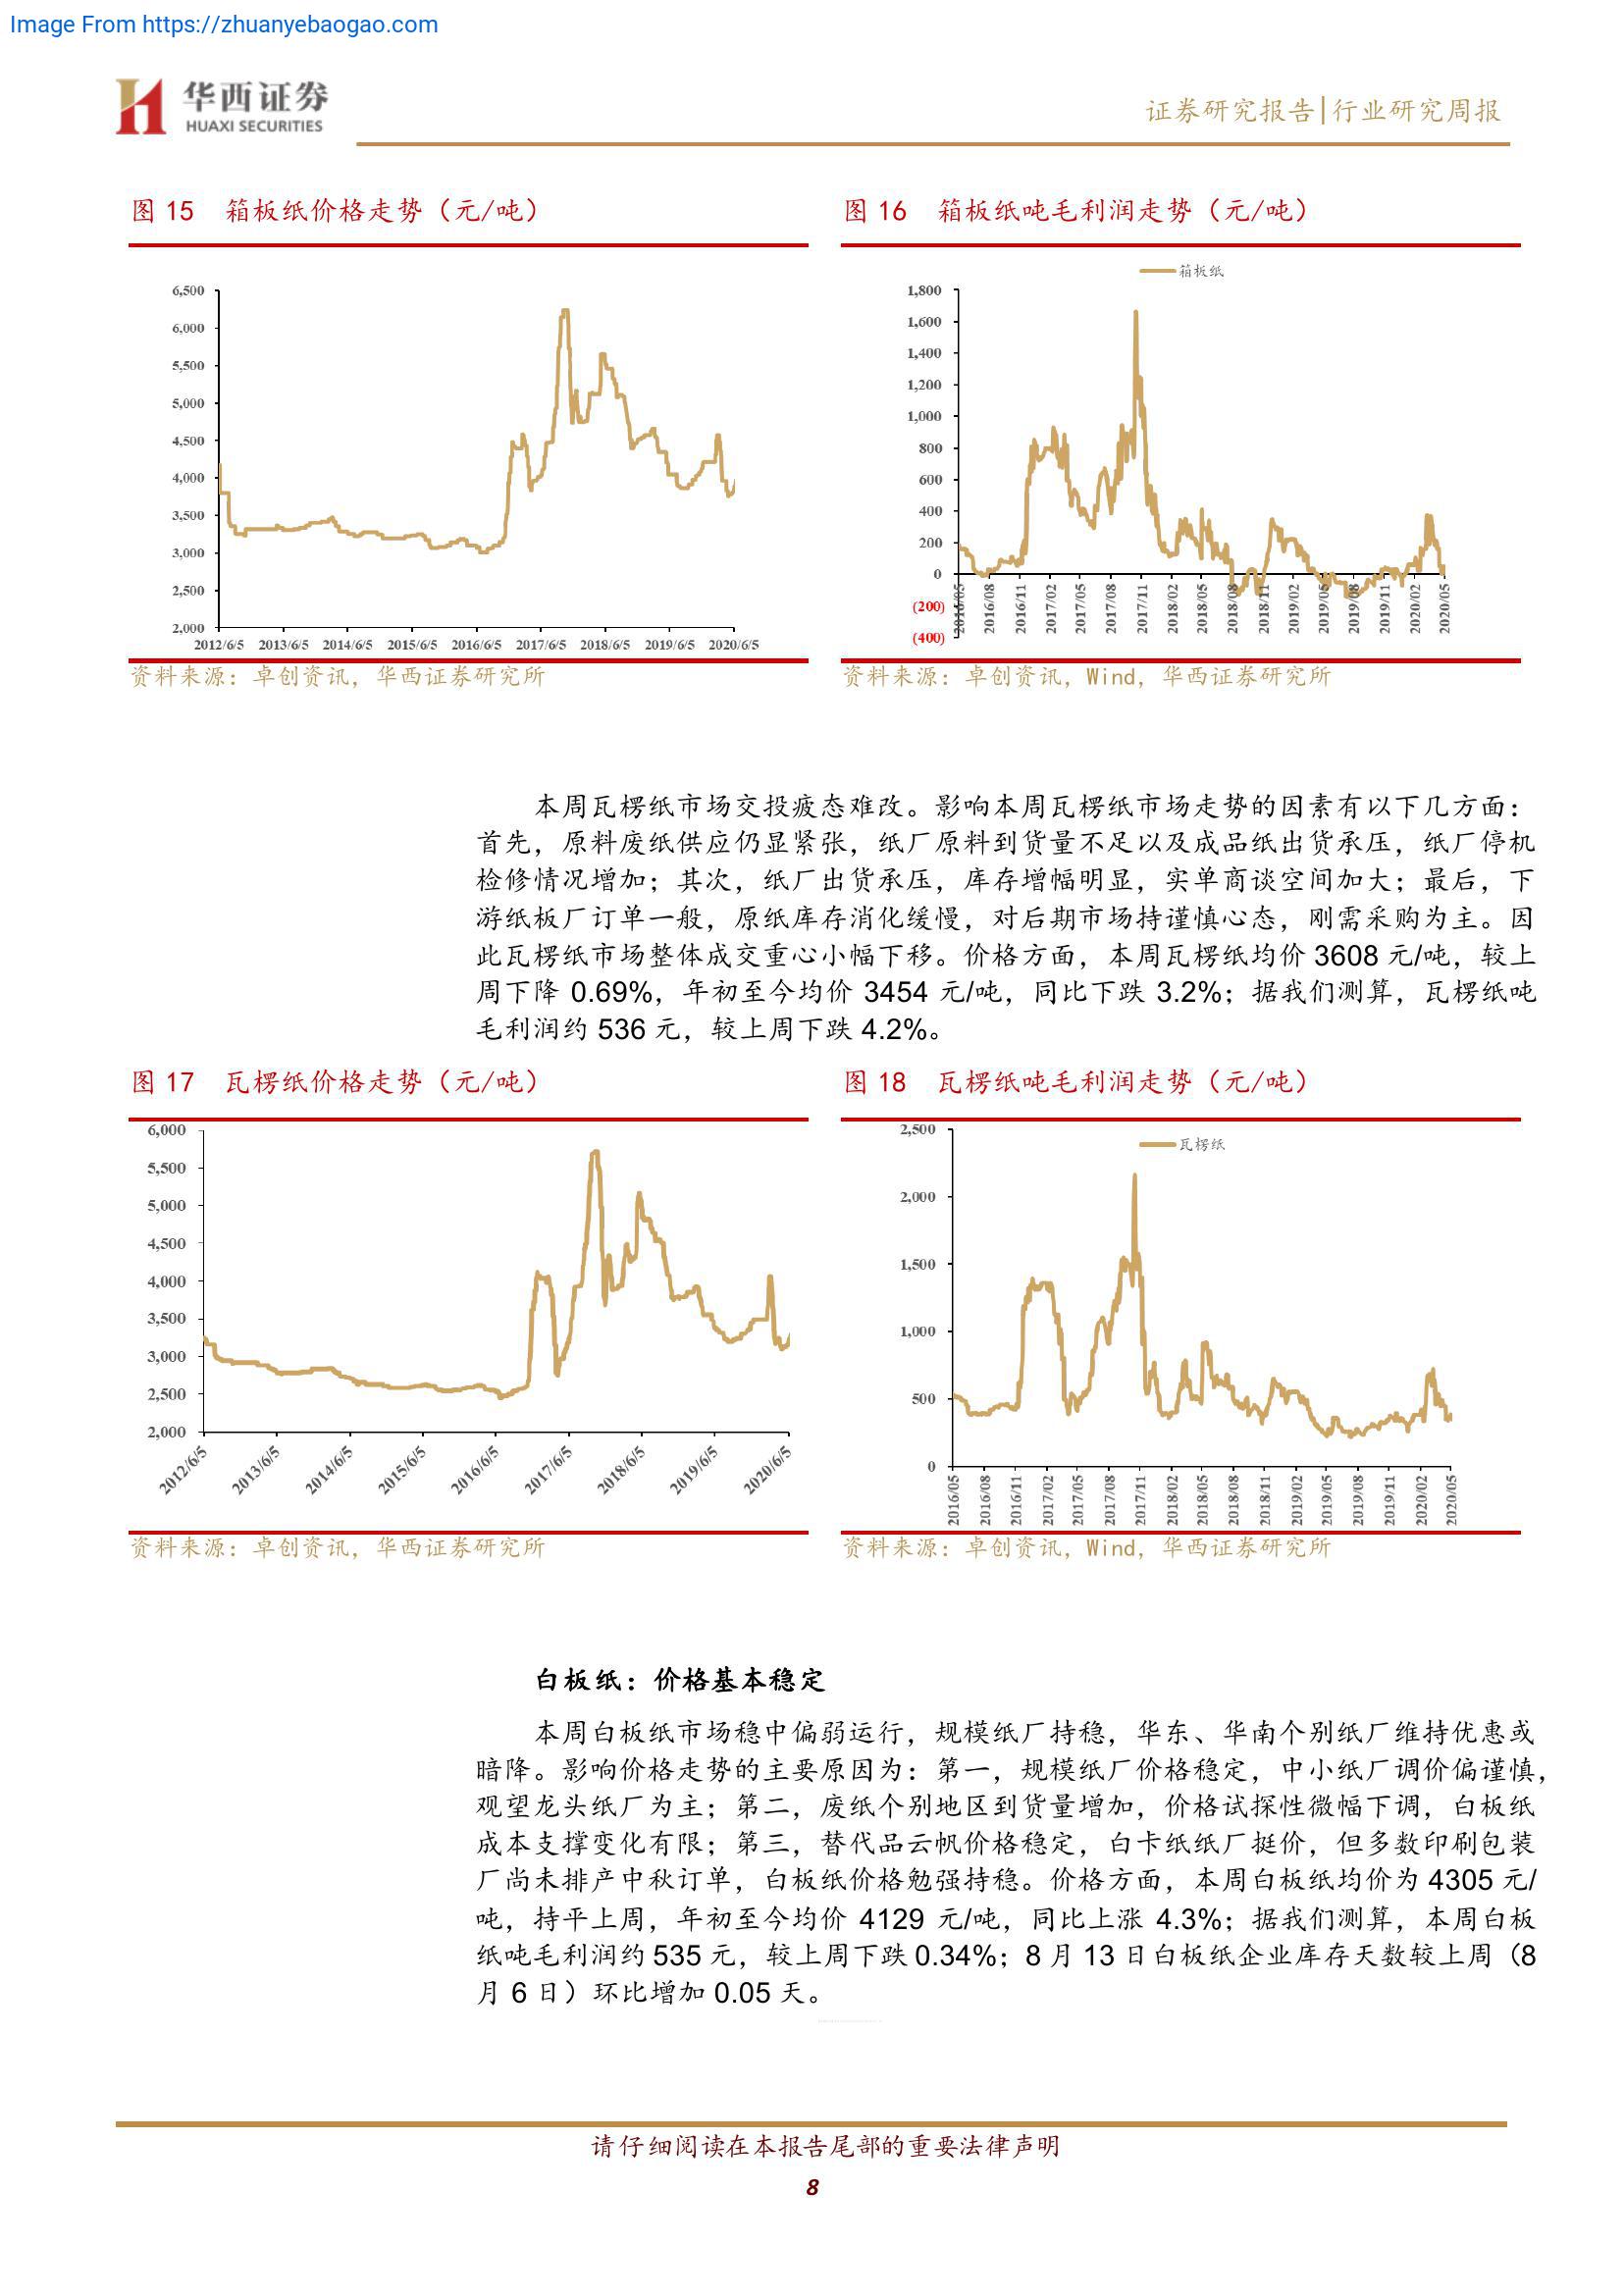 Image From https://zhuanyebaogao.com
华西证券
HUAXI SECURITIES
证券研究报告|行业研究周报
图 15 箱板纸价格走势（元/吨）
6,500
6,000
5,500
5,000
4,500
4,000
3,500
3,000
2,500
2,000
2012/6/5 2013/6/5 2014/6/5 2015/6/5 2016/6/5 2017/6/5 2018/6/5 2019/6/5 2020/6/5
资料来源：卓创资讯，华西证券研究所
图 16 箱板纸吨毛利润走势（元/吨）
箱板纸
1,800
1,600
1,400
1,200
1,000
800
600
400
200
0
(200)
(400)
2016/05 2016/08 2016/11 2017/02 2017/05 2017/08 2017/11 2018/02 2018/05 2018/08 2018/11 2019/02 2019/05 2019/08 2019/11 2020/02 2020/05
资料来源：卓创资讯，Wind，华西证券研究所
本周瓦楞纸市场交投疲态难改。影响本周瓦楞纸市场走势的因素有以下几方面：
首先，原料废纸供应仍显紧张，纸厂原料到货量不足以及成品纸出货承压，纸厂停机
检修情况增加；其次，纸厂出货承压，库存增幅明显，实单商谈空间加大；最后，下
游纸板厂订单一般，原纸库存消化缓慢，对后期市场持谨慎心态，刚需采购为主。因
此瓦楞纸市场整体成交重心小幅下移。价格方面，本周瓦楞纸均价 3608 元/吨，较上
周下降 0.69%，年初至今均价 3454 元/吨，同比下跌 3.2%；据我们测算，瓦楞纸吨
毛利润约 536 元，较上周下跌 4.2%。
图 17 瓦楞纸价格走势（元/吨）
6,000
5,500
5,000
4,500
4,000
3,500
3,000
2,500
2,000
2012/6/5 2013/6/5 2014/6/5 2015/6/5 2016/6/5 2017/6/5 2018/6/5 2019/6/5 2020/6/5
资料来源：卓创资讯，华西证券研究所
图 18 瓦楞纸吨毛利润走势（元/吨）
瓦楞纸
2,500
2,000
1,500
1,000
500
0
2016/05 2016/08 2016/11 2017/02 2017/05 2017/08 2017/11 2018/02 2018/05 2018/08 2018/11 2019/02 2019/05 2019/08 2019/11 2020/02 2020/05
资料来源：卓创资讯，Wind，华西证券研究所
白板纸：价格基本稳定
本周白板纸市场稳中偏弱运行，规模纸厂持稳，华东、华南个别纸厂维持优惠或
暗降。影响价格走势的主要原因为：第一，规模纸厂价格稳定，中小纸厂调价偏谨慎，
观望龙头纸厂为主；第二，废纸个别地区到货量增加，价格试探性微幅下调，白板纸
成本支撑变化有限；第三，替代品云帆价格稳定，白卡纸纸厂挺价，但多数印刷包装
厂尚未排产中秋订单，白板纸价格勉强持稳。价格方面，本周白板纸均价为 4305 元/
吨，持平上周，年初至今均价 4129 元/吨，同比上涨 4.3%；据我们测算，本周白板
纸吨毛利润约 535 元，较上周下跌 0.34%；8 月 13 日白板纸企业库存天数较上周（8
月 6 日）环比增加 0.05 天。
请仔细阅读在本报告尾部的重要法律声明
8